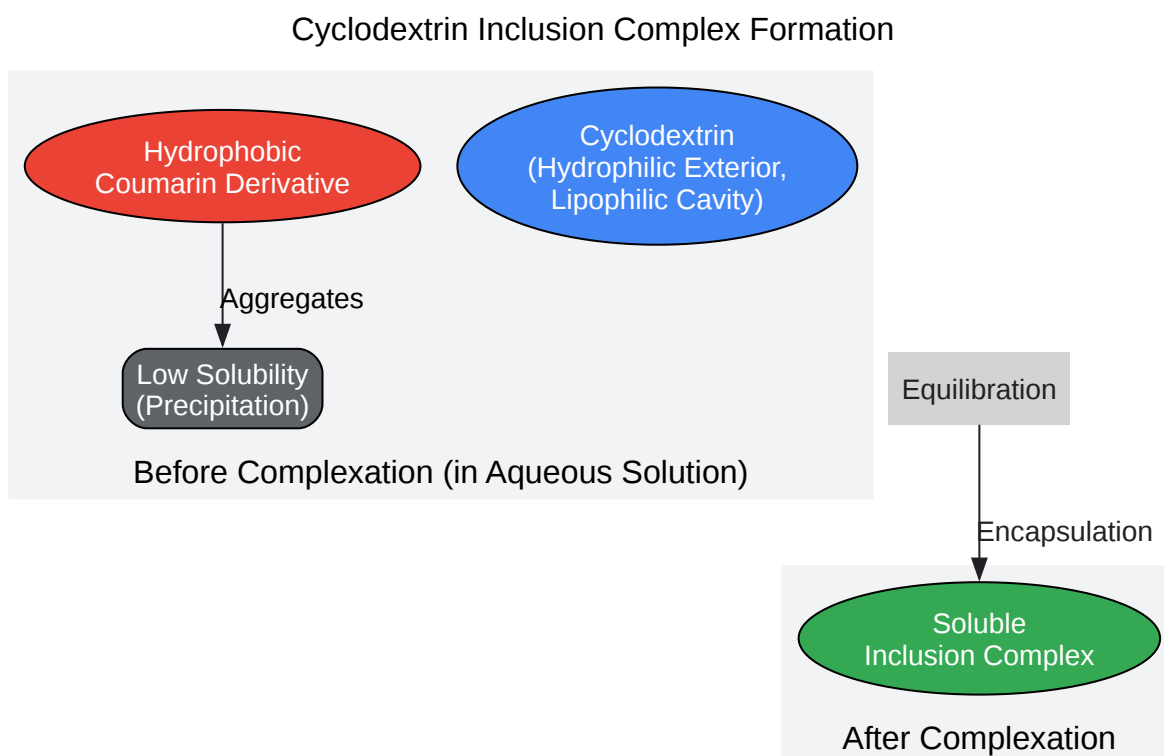 Cyclodextrin Inclusion Complex Formation
Hydrophobic
Coumarin Derivative
Cyclodextrin
(Hydrophilic Exterior,
Lipophilic Cavity)
Aggregates
Low Solubility
(Precipitation)
Before Complexation (in Aqueous Solution)
Equilibration
Encapsulation
Soluble
Inclusion Complex
After Complexation